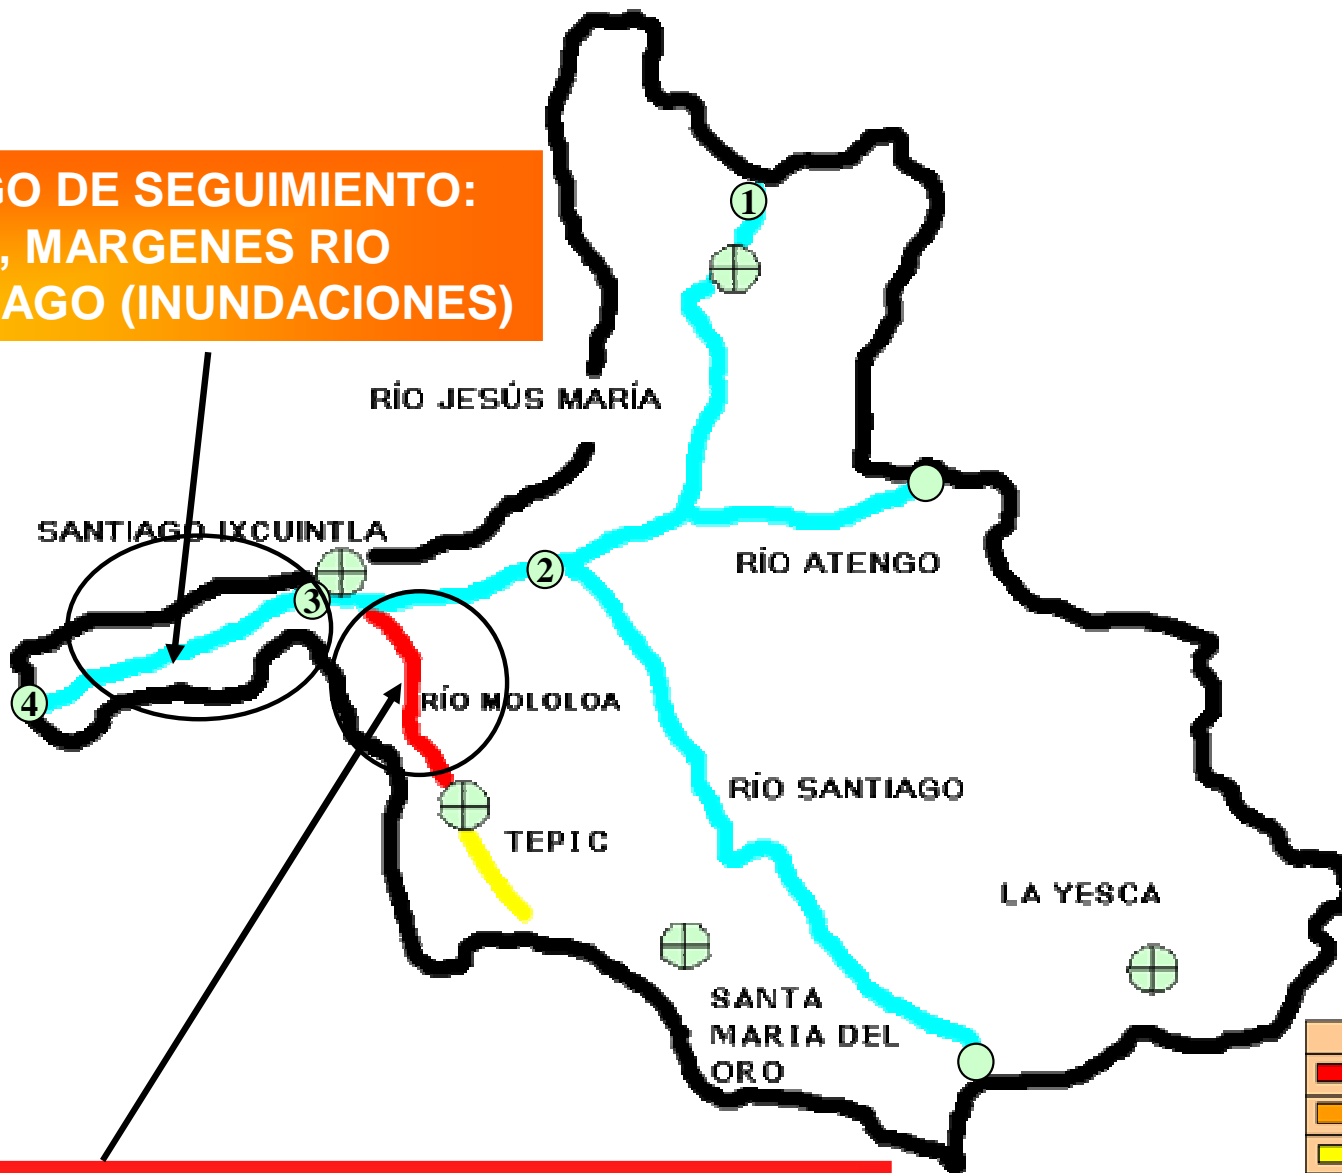 GO DE SEGUIMIENTO:
, MARGENES RIO
AGO (INUNDACIONES)
1
RÍO JESÚS MARÍA
SANTIAGO IXCUINTLA
RÍO ATENGO
2
3
4
RÍO MOLOLOA
RÍO SANTIAGO
TEPIC
LA YESCA
SANTA
MARIA DEL
ORO